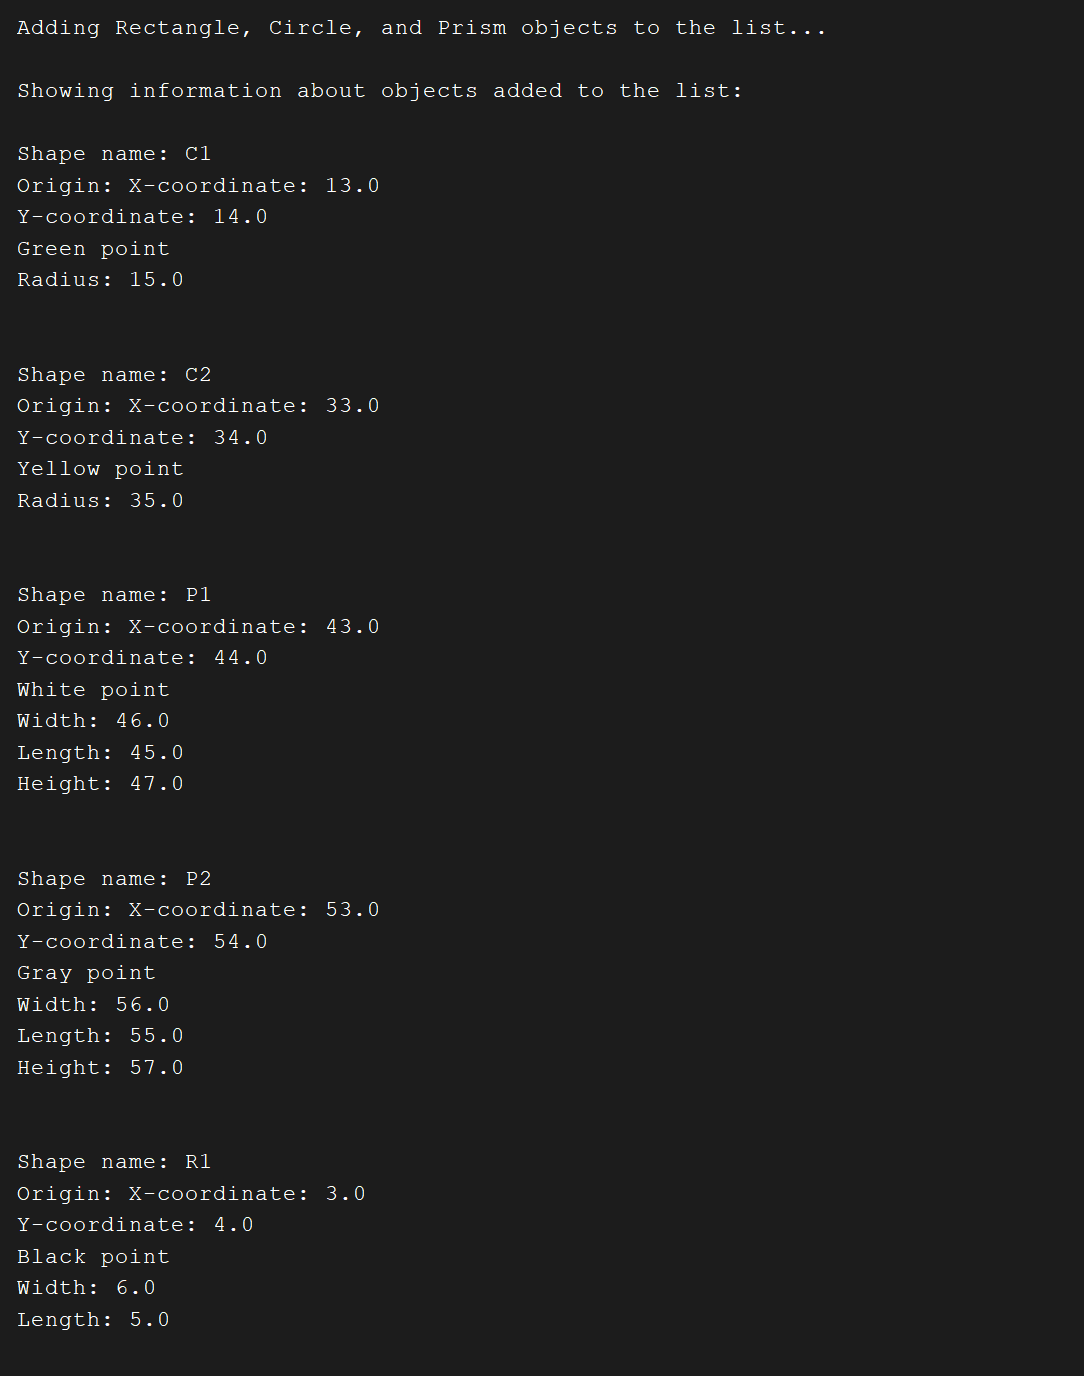 Adding Rectangle, Circle, and Prism objects to the list...
Showing information about objects added to the list:
Shape name: C1
Origin: X-coordinate: 13.0
Y-coordinate: 14.0
Green point
Radius: 15.0
Shape name: C2
Origin: X-coordinate: 33.0
Y-coordinate: 34.0
Yellow point
Radius: 35.0
Shape name: P1
Origin: X-coordinate: 43.0
Y-coordinate: 44.0
White point
Width: 46.0
Length: 45.0
Height: 47.0
Shape name: P2
Origin: X-coordinate: 53.0
Y-coordinate: 54.0
Gray point
Width: 56.0
Length: 55.0
Height: 57.0
Shape name: R1
Origin: X-coordinate: 3.0
Y-coordinate: 4.0
Black point
Width: 6.0
Length: 5.0